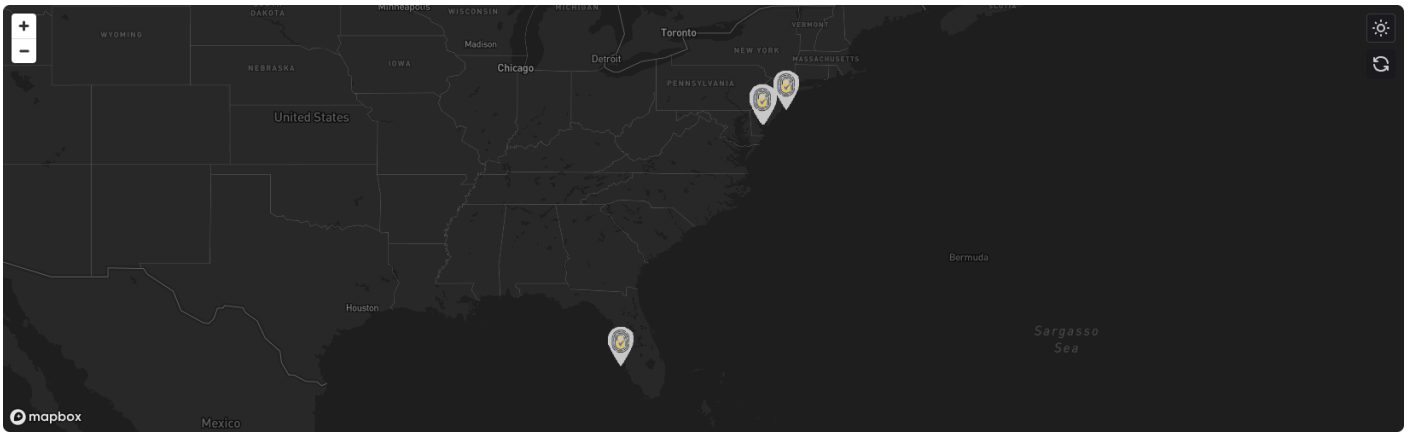 +
−
Minneapolis
WISCONSIN
MICHIGAN
DAKOTA
WYOMING
Toronto
VERMONT
Madison
NEW YORK
MASSACHUSETTS
Detroit
Chicago
IOWA
NEBRASKA
PENNSYLVANIA
United States
Bermuda
Houston
Sargasso
Sea
mapbox
Mexico